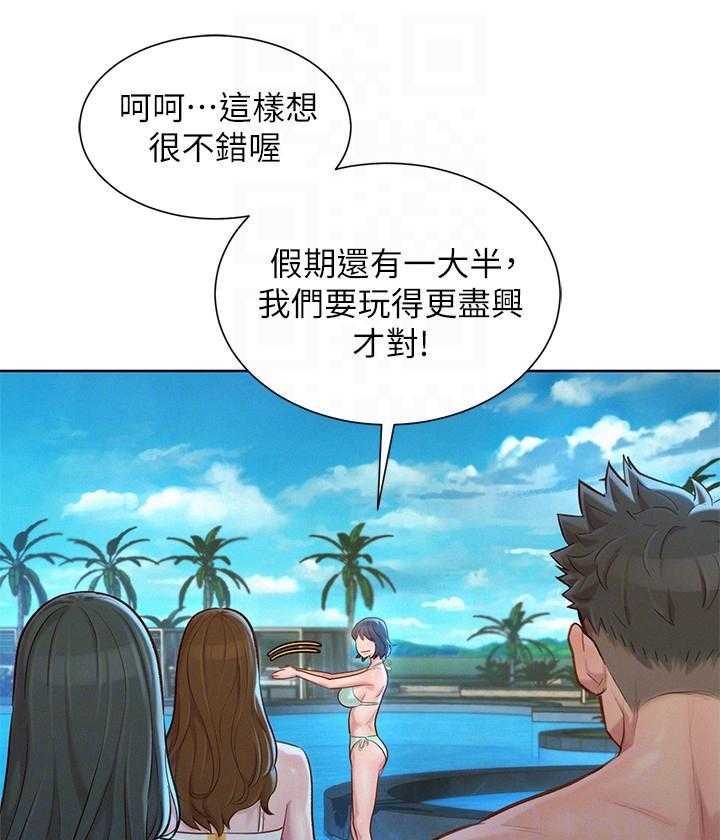 呵呵…這樣想
很不錯喔
假期還有一大半，
我們要玩得更盡興
才對!